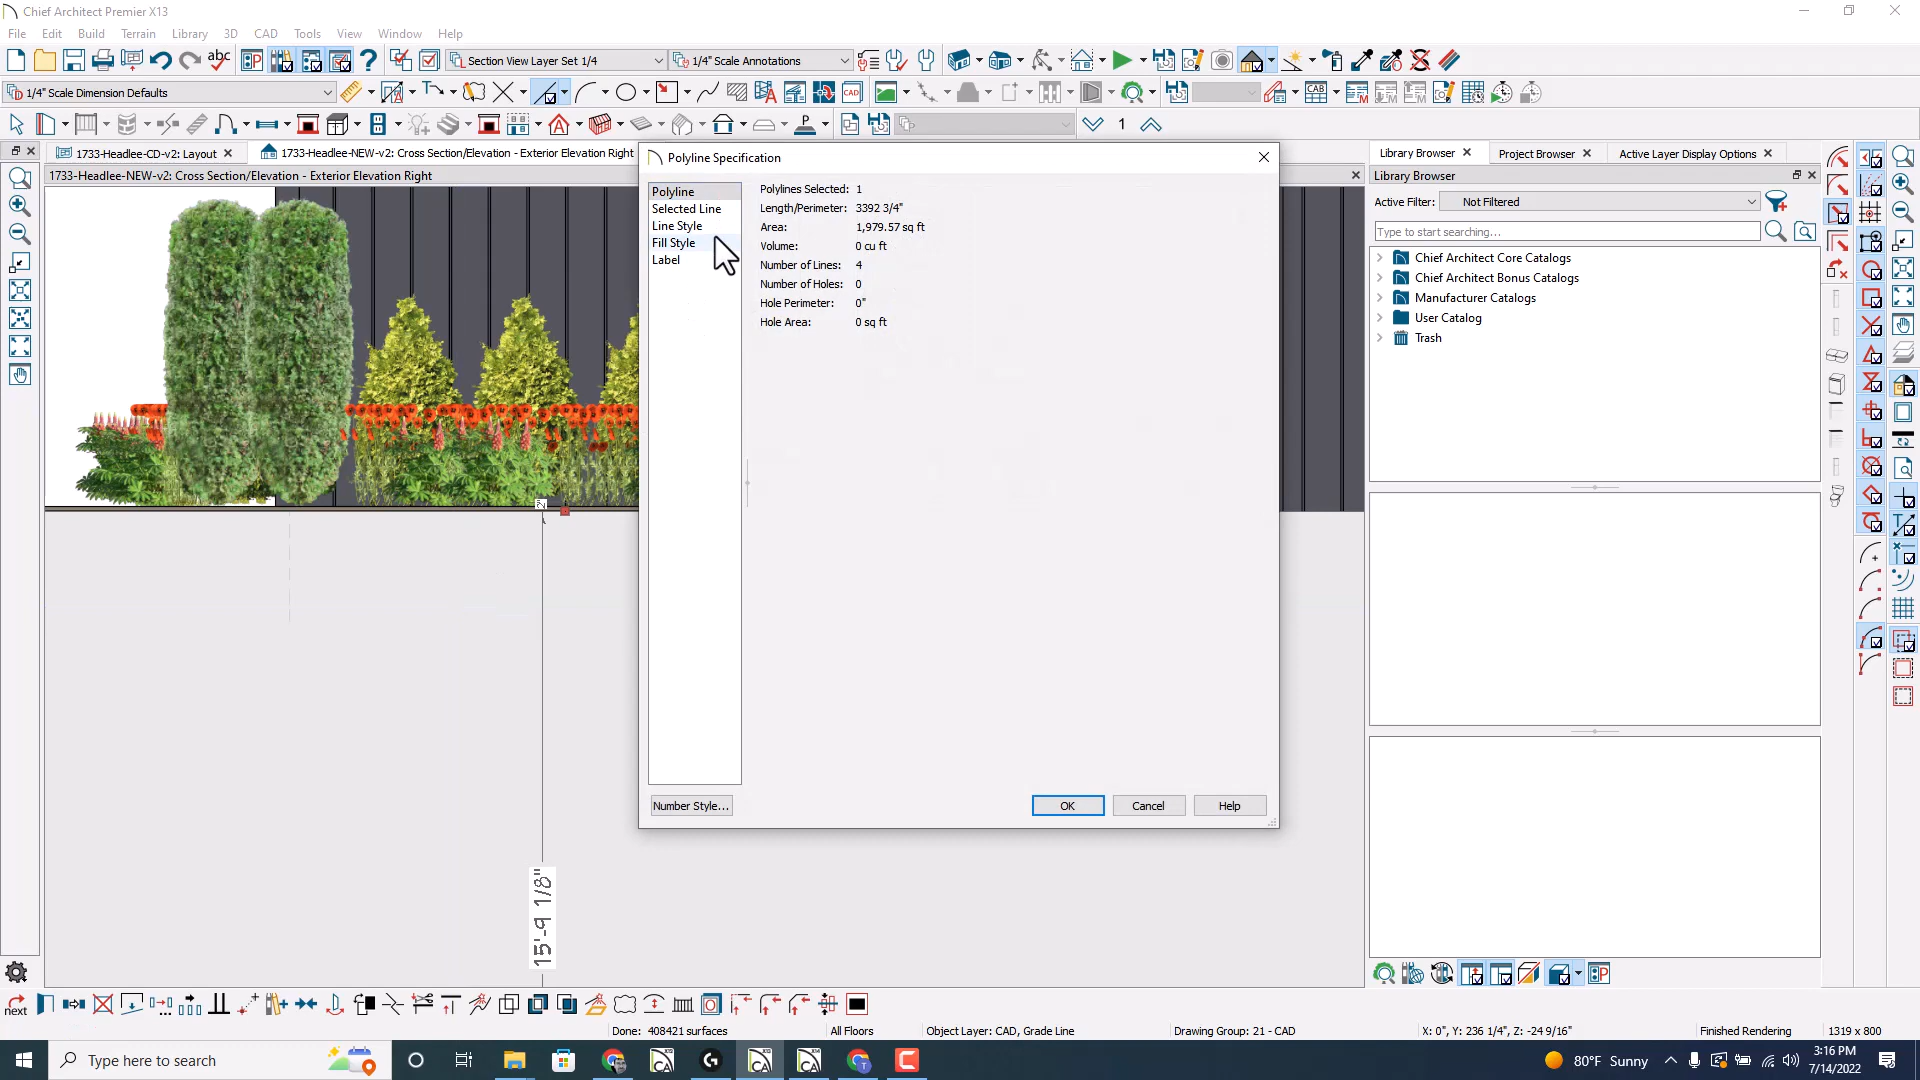 Chief Architect Premier X13
File Edit Build Terrain Library 3D CAD Tools View Window Help
Section View Layer Set 1/4
1/4" Scale Annotations
1/4" Scale Dimension Defaults
1
1733-Headlee-CD-v2: Layout
1733-Headlee-NEW-v2: Cross Section/Elevation - Exterior Elevation Right
1733-Headlee-NEW-v2: Cross Section/Elevation - Exterior Elevation Right
Polyline Specification
Polyline
Selected Line
Line Style
Fill Style
Label
Polylines Selected: 1
Length/Perimeter: 3392 3/4"
Area: 1,979.57 sq ft
Volume: 0 cu ft
Number of Lines: 4
Number of Holes: 0
Hole Perimeter: 0"
Hole Area: 0 sq ft
Number Style...
OK
Cancel
Help
Library Browser
Project Browser
Active Layer Display Options
Library Browser
Active Filter: Not Filtered
Type to start searching...
Chief Architect Core Catalogs
Chief Architect Bonus Catalogs
Manufacturer Catalogs
User Catalog
Trash
2"
15'-9 1/8"
next
Done: 408421 surfaces
All Floors
Object Layer: CAD, Grade Line
Drawing Group: 21 - CAD
X: 0", Y: 236 1/4", Z: -24 9/16"
Finished Rendering
1319 x 800
Type here to search
80°F Sunny
3:16 PM
7/14/2022